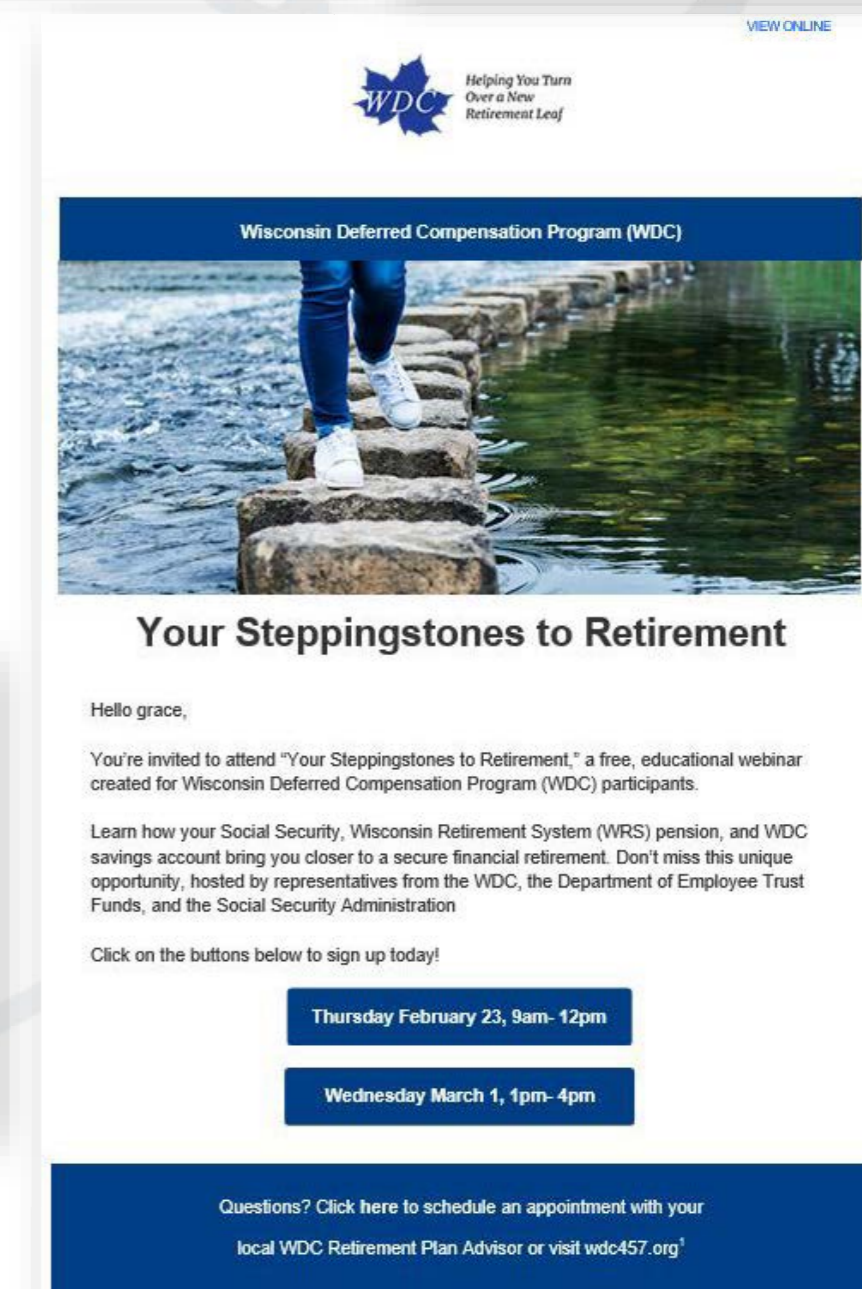 VIEW ONLINE
WDC
Helping You Turn
Over a New
Retirement Leaf
Wisconsin Deferred Compensation Program (WDC)
Your Steppingstones to Retirement
Hello grace,
You're invited to attend “Your Steppingstones to Retirement,” a free, educational webinar
created for Wisconsin Deferred Compensation Program (WDC) participants.
Learn how your Social Security, Wisconsin Retirement System (WRS) pension, and WDC
savings account bring you closer to a secure financial retirement. Don't miss this unique
opportunity, hosted by representatives from the WDC, the Department of Employee Trust
Funds, and the Social Security Administration
Click on the buttons below to sign up today!
Thursday February 23, 9am- 12pm
Wednesday March 1, 1pm- 4pm
Questions? Click here to schedule an appointment with your
local WDC Retirement Plan Advisor or visit wdc457.org¹